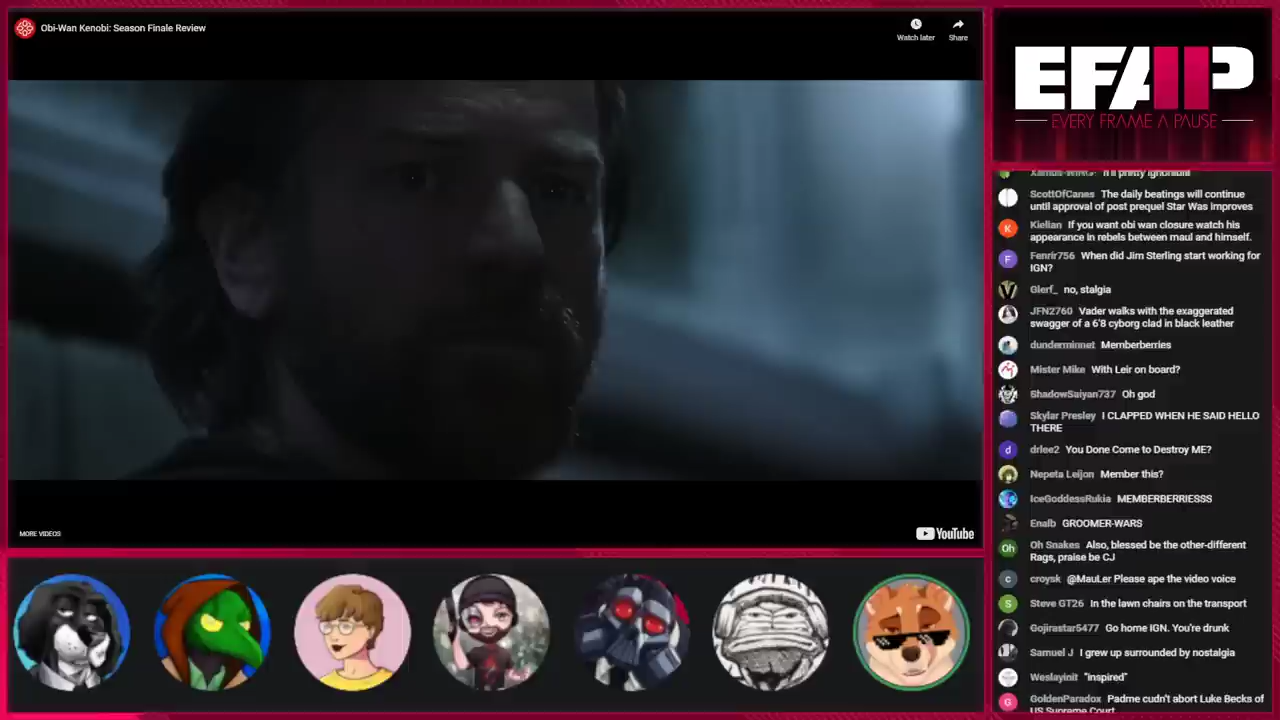 Obi-Wan Kenobi: Season Finale Review
Watch later
Share
MORE VIDEOS
YouTube
EFAP
EVERY FRAME A PAUSE
ScottOfCanes The daily beatings will continue
until approval of post prequel Star Was Improves
Kielian If you want obi wan closure watch his
appearance in rebels between maul and himself.
Fenrir756 When did Jim Sterling start working for
IGN?
Glerf_ no, stalgia
JFN2760 Vader walks with the exaggerated
swagger of a 6'8 cyborg clad in black leather
dunderminnet Memberberries
Mister Mike With Leir on board?
ShadowSaiyan737 Oh god
Skylar Presley I CLAPPED WHEN HE SAID HELLO
THERE
drlee2 You Done Come to Destroy ME?
Nepeta Leijon Member this?
IceGoddessRukia MEMBERBERRIESSS
Enalb GROOMER-WARS
Oh Snakes Also, blessed be the other-different
Rags, praise be CJ
croysk @MauLer Please ape the video voice
Steve GT26 In the lawn chairs on the transport
Gojirastar5477 Go home IGN. You're drunk
Samuel J I grew up surrounded by nostalgia
Weslayinit "inspired"
GoldenParadox Padme cudn't abort Luke Becks of
US Supreme Court